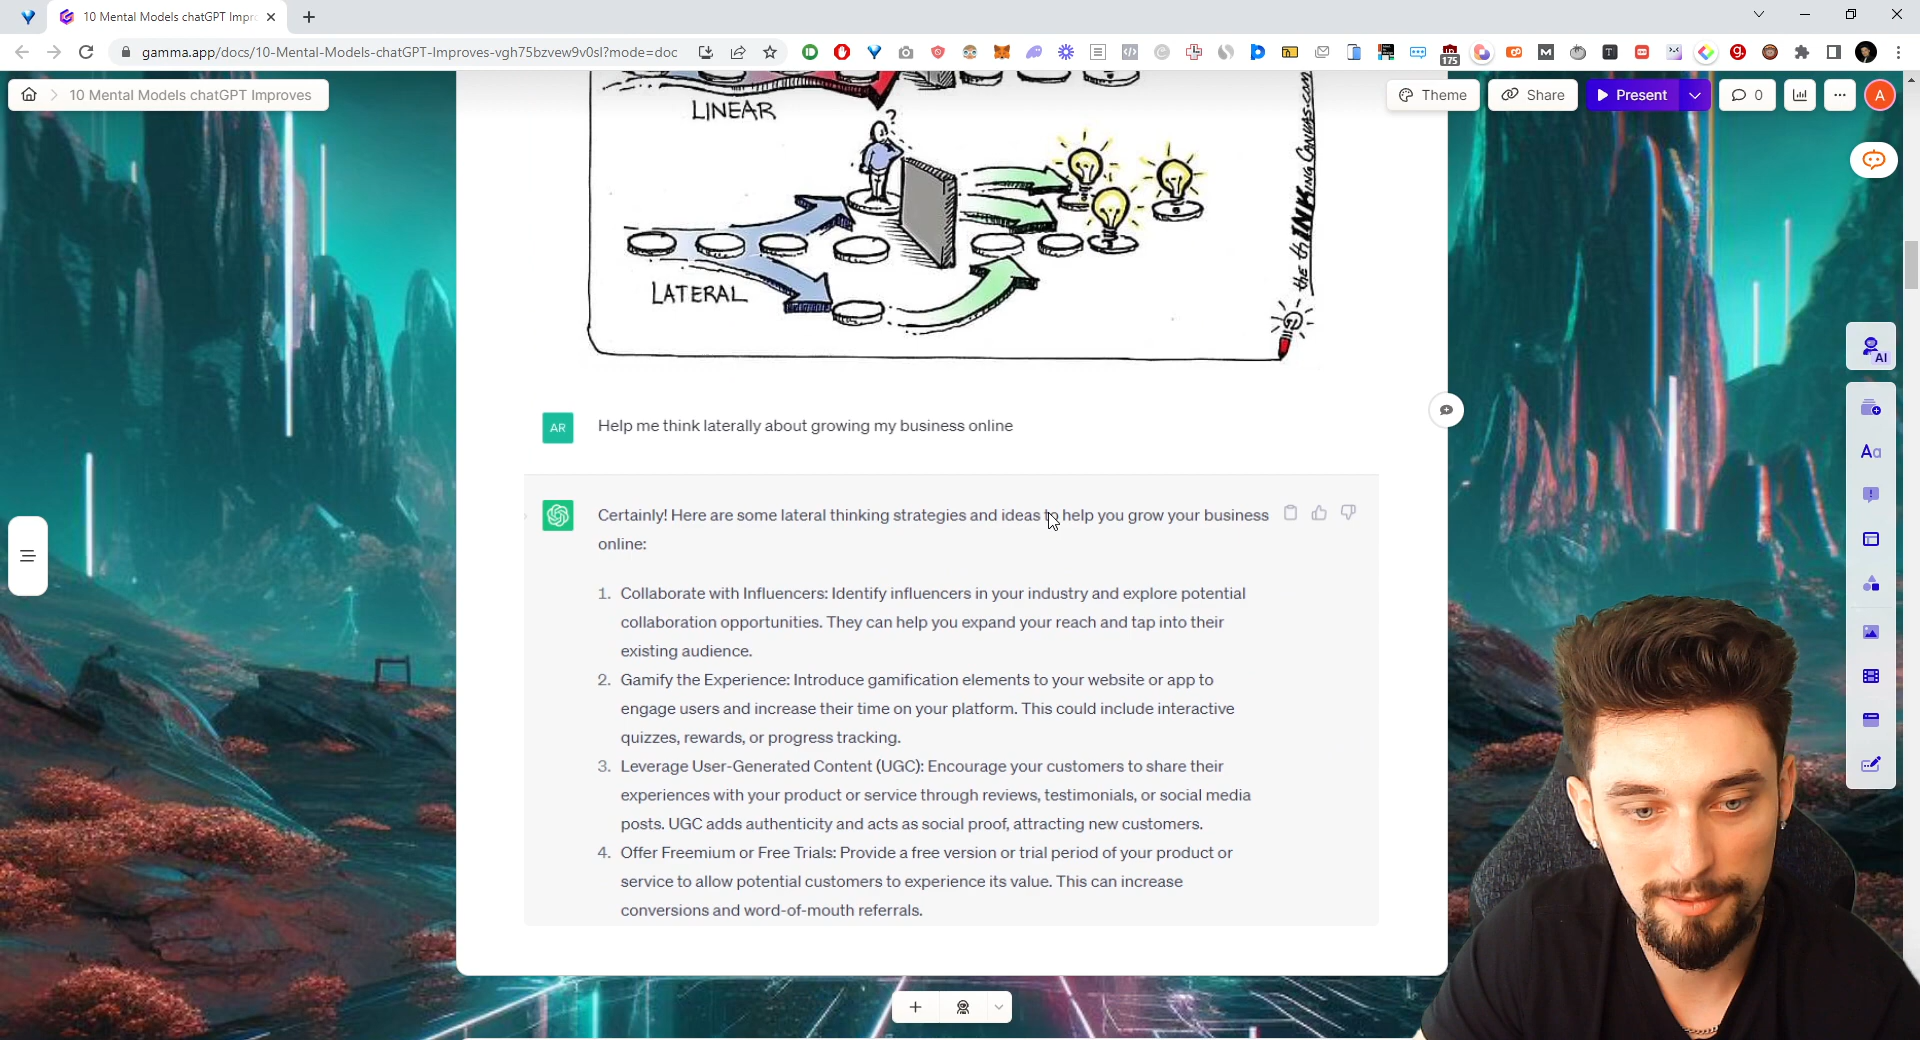 10 Mental Models chatGPT Impr
gamma.app/docs/10-Mental-Models-chatGPT-Improves-vgh75bzvew9v0sl?mode=doc
175
10 Mental Models chatGPT Improves
Theme
Share
Present
0
...
A
LINEAR
?
LATERAL
the thINKing CANVAS.com
AI
Aa
AR
Help me think laterally about growing my business online
Certainly! Here are some lateral thinking strategies and ideas to help you grow your business
online:
1. Collaborate with Influencers: Identify influencers in your industry and explore potential
collaboration opportunities. They can help you expand your reach and tap into their
existing audience.
2. Gamify the Experience: Introduce gamification elements to your website or app to
engage users and increase their time on your platform. This could include interactive
quizzes, rewards, or progress tracking.
3. Leverage User-Generated Content (UGC): Encourage your customers to share their
experiences with your product or service through reviews, testimonials, or social media
posts. UGC adds authenticity and acts as social proof, attracting new customers.
4. Offer Freemium or Free Trials: Provide a free version or trial period of your product or
service to allow potential customers to experience its value. This can increase
conversions and word-of-mouth referrals.